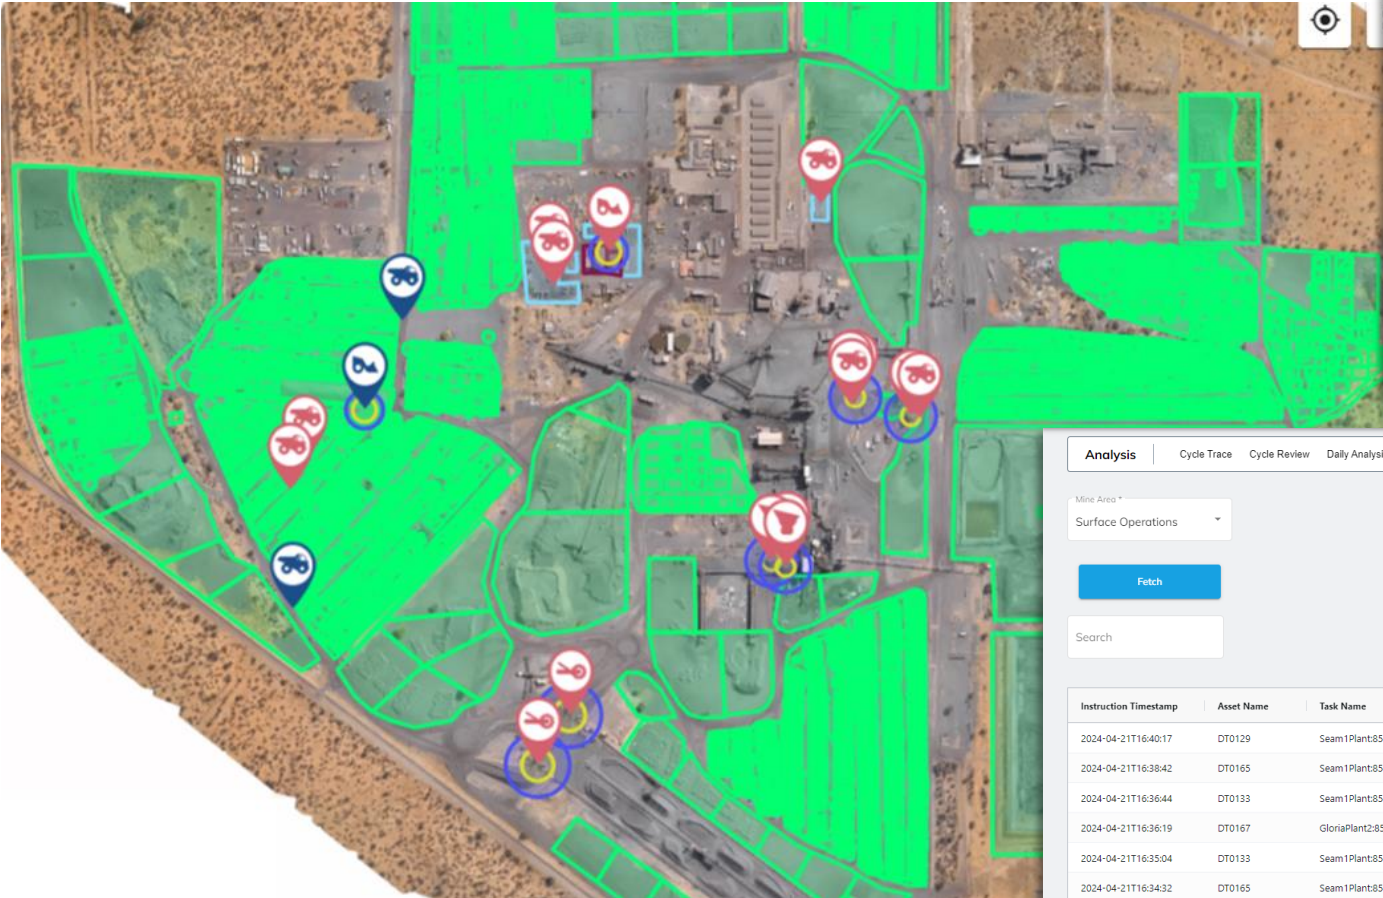 Analysis Cycle Trace Cycle Review Daily Analysi
Mine Area *
Surface Operations
Fetch
Search
Instruction Timestamp Asset Name Task Name
2024-04-21T16:40:17 DT0129 Seam1Plant:85
2024-04-21T16:38:42 DT0165 Seam1Plant:85
2024-04-21T16:36:44 DT0133 Seam1Plant:85
2024-04-21T16:36:19 DT0167 GloriaPlant2:85
2024-04-21T16:35:04 DT0133 Seam1Plant:85
2024-04-21T16:34:32 DT0165 Seam1Plant:85